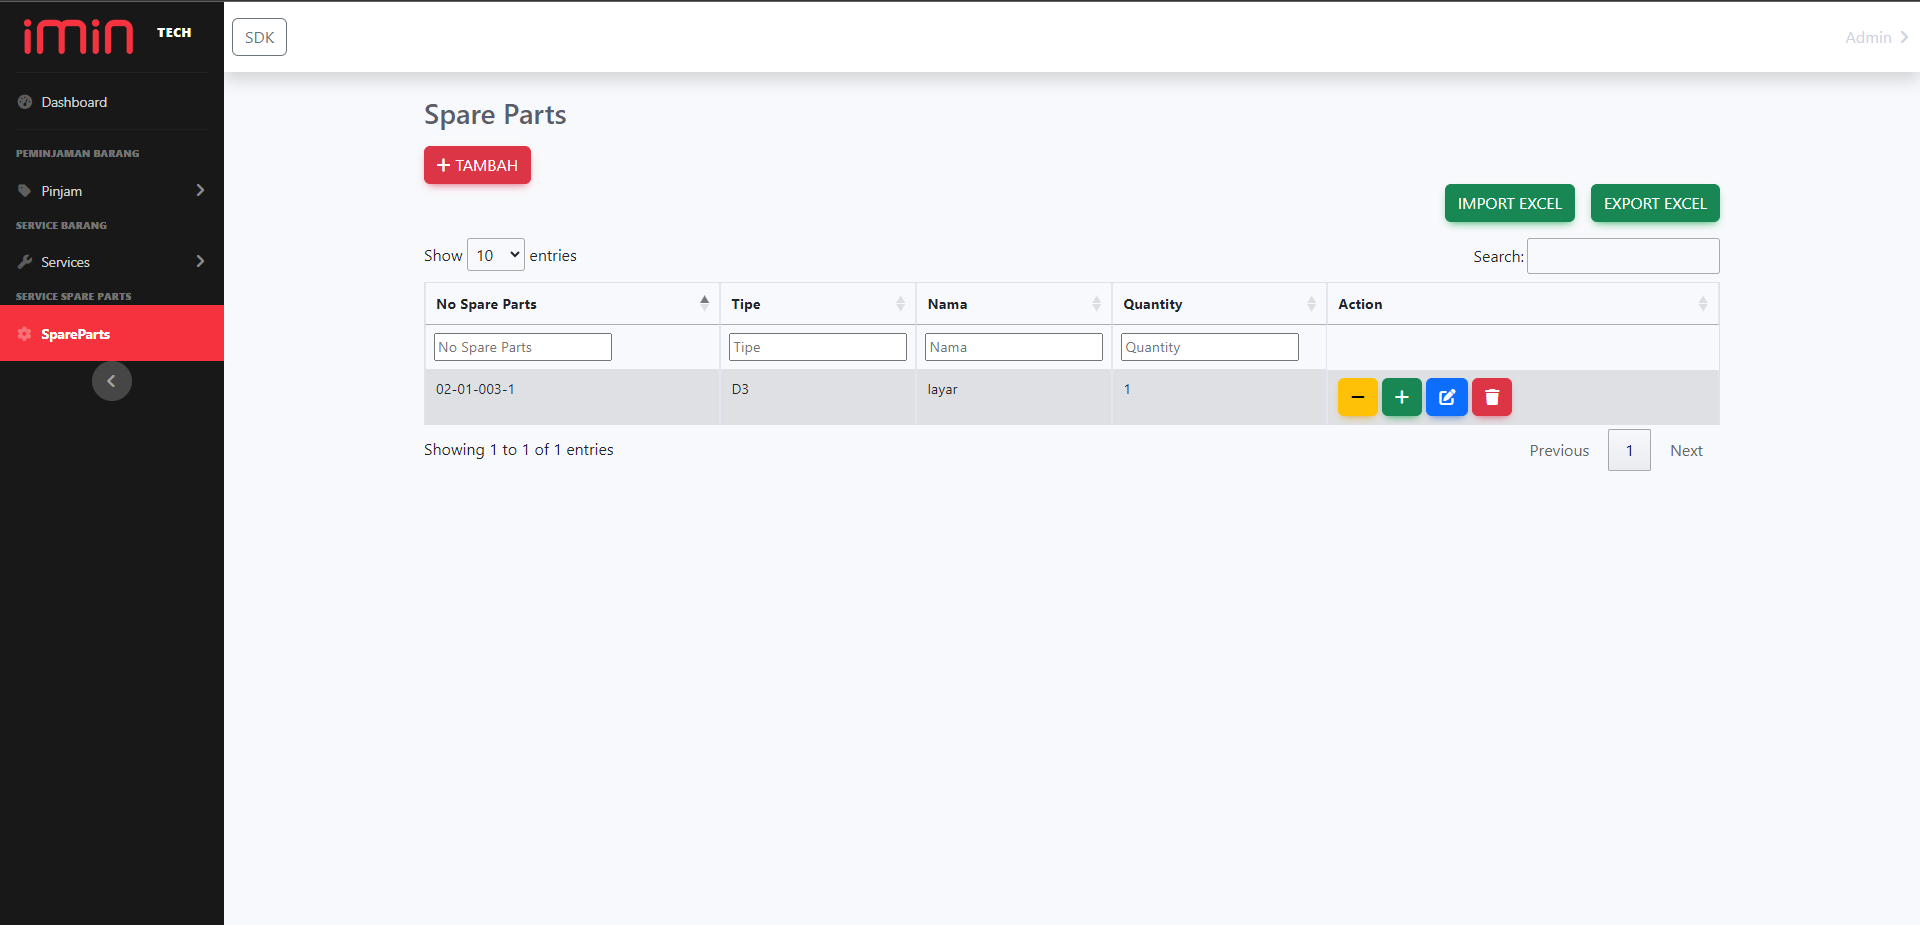 imin TECH
SDK
Admin
Dashboard
PEMINJAMAN BARANG
Pinjam
SERVICE BARANG
Services
SERVICE SPARE PARTS
SpareParts
Spare Parts
TAMBAH
IMPORT EXCEL EXPORT EXCEL
Show 10 entries
Search:
No Spare Parts Tipe Nama Quantity Action
No Spare Parts Tipe Nama Quantity
02-01-003-1 D3 layar 1
Showing 1 to 1 of 1 entries
Previous 1 Next